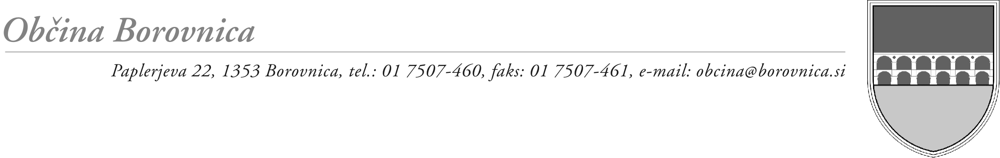 Občina Borovnica
Paplerjeva 22, 1353 Borovnica, tel.: 01 7507-460, faks: 01 7507-461, e-mail: obcina@borovnica.si